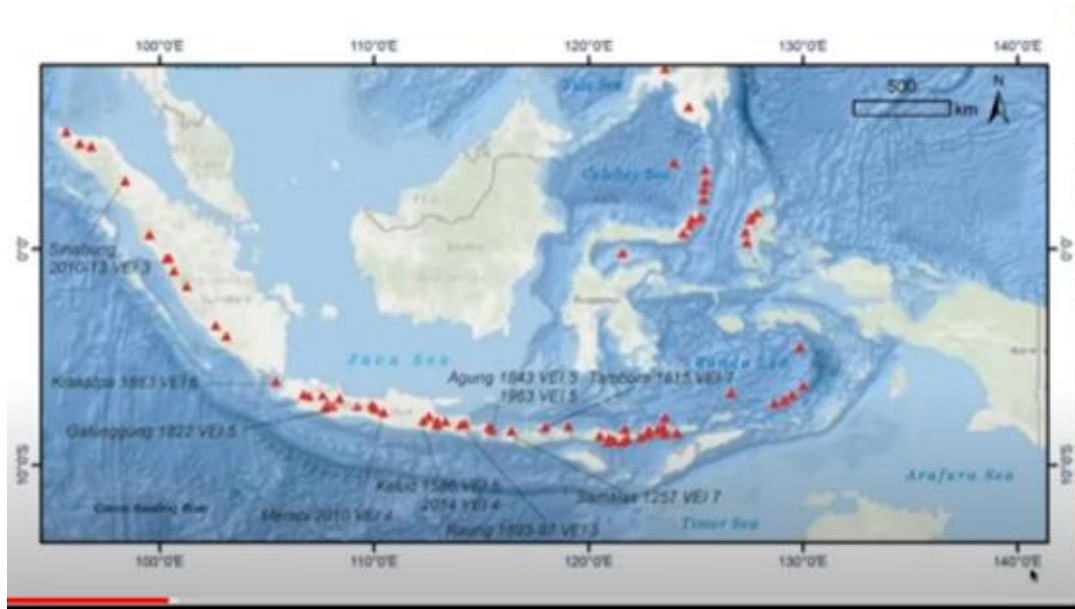 100°0'E 110°0'E 120°0'E 130°0'E 140°0'E
500
km
N
Sulu Sea
Celebes Sea
0°0' 0°0'
Sinabung
2010-13 VEI 3
Java Sea
Banda Sea
Krakatoa 1883 VEI 6
Agung 1843 VEI 5 Tambora 1815 VEI 7
1963 VEI 5
Galunggung 1822 VEI 5
10°0'S 10°0'S
Arafura Sea
Kelud 1586 VEI 5
2014 VEI 4
Samalas 1257 VEI 7
Merapi 2010 VEI 4
Raung 1593-97 VEI 5
Timor Sea
100°0'E 110°0'E 120°0'E 130°0'E 140°0'E